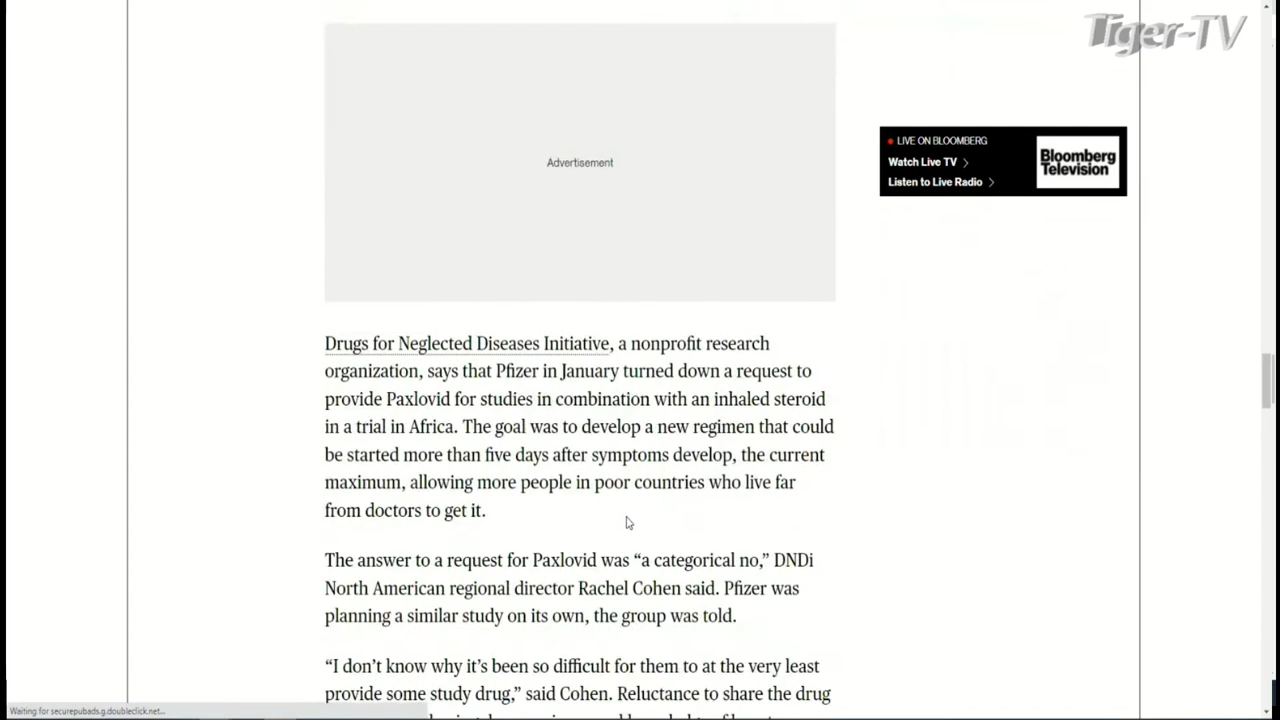 Tiger-TV
Advertisement
LIVE ON BLOOMBERG
Watch Live TV
Listen to Live Radio
Bloomberg
Television
Drugs for Neglected Diseases Initiative, a nonprofit research
organization, says that Pfizer in January turned down a request to
provide Paxlovid for studies in combination with an inhaled steroid
in a trial in Africa. The goal was to develop a new regimen that could
be started more than five days after symptoms develop, the current
maximum, allowing more people in poor countries who live far
from doctors to get it.
The answer to a request for Paxlovid was “a categorical no,” DNDi
North American regional director Rachel Cohen said. Pfizer was
planning a similar study on its own, the group was told.
“I don’t know why it’s been so difficult for them to at the very least
provide some study drug,” said Cohen. Reluctance to share the drug
Waiting for securepubads.g.doubleclick.net...